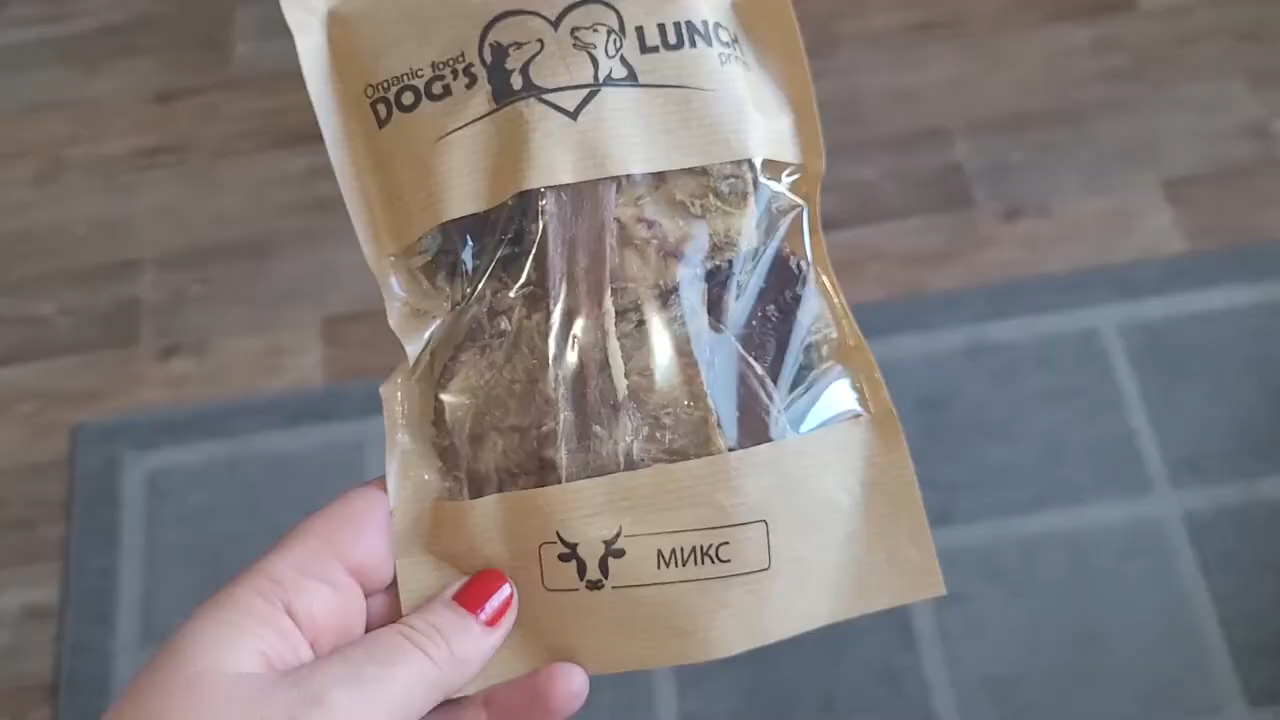 Organic food
DOG'S LUNCH
МИКС